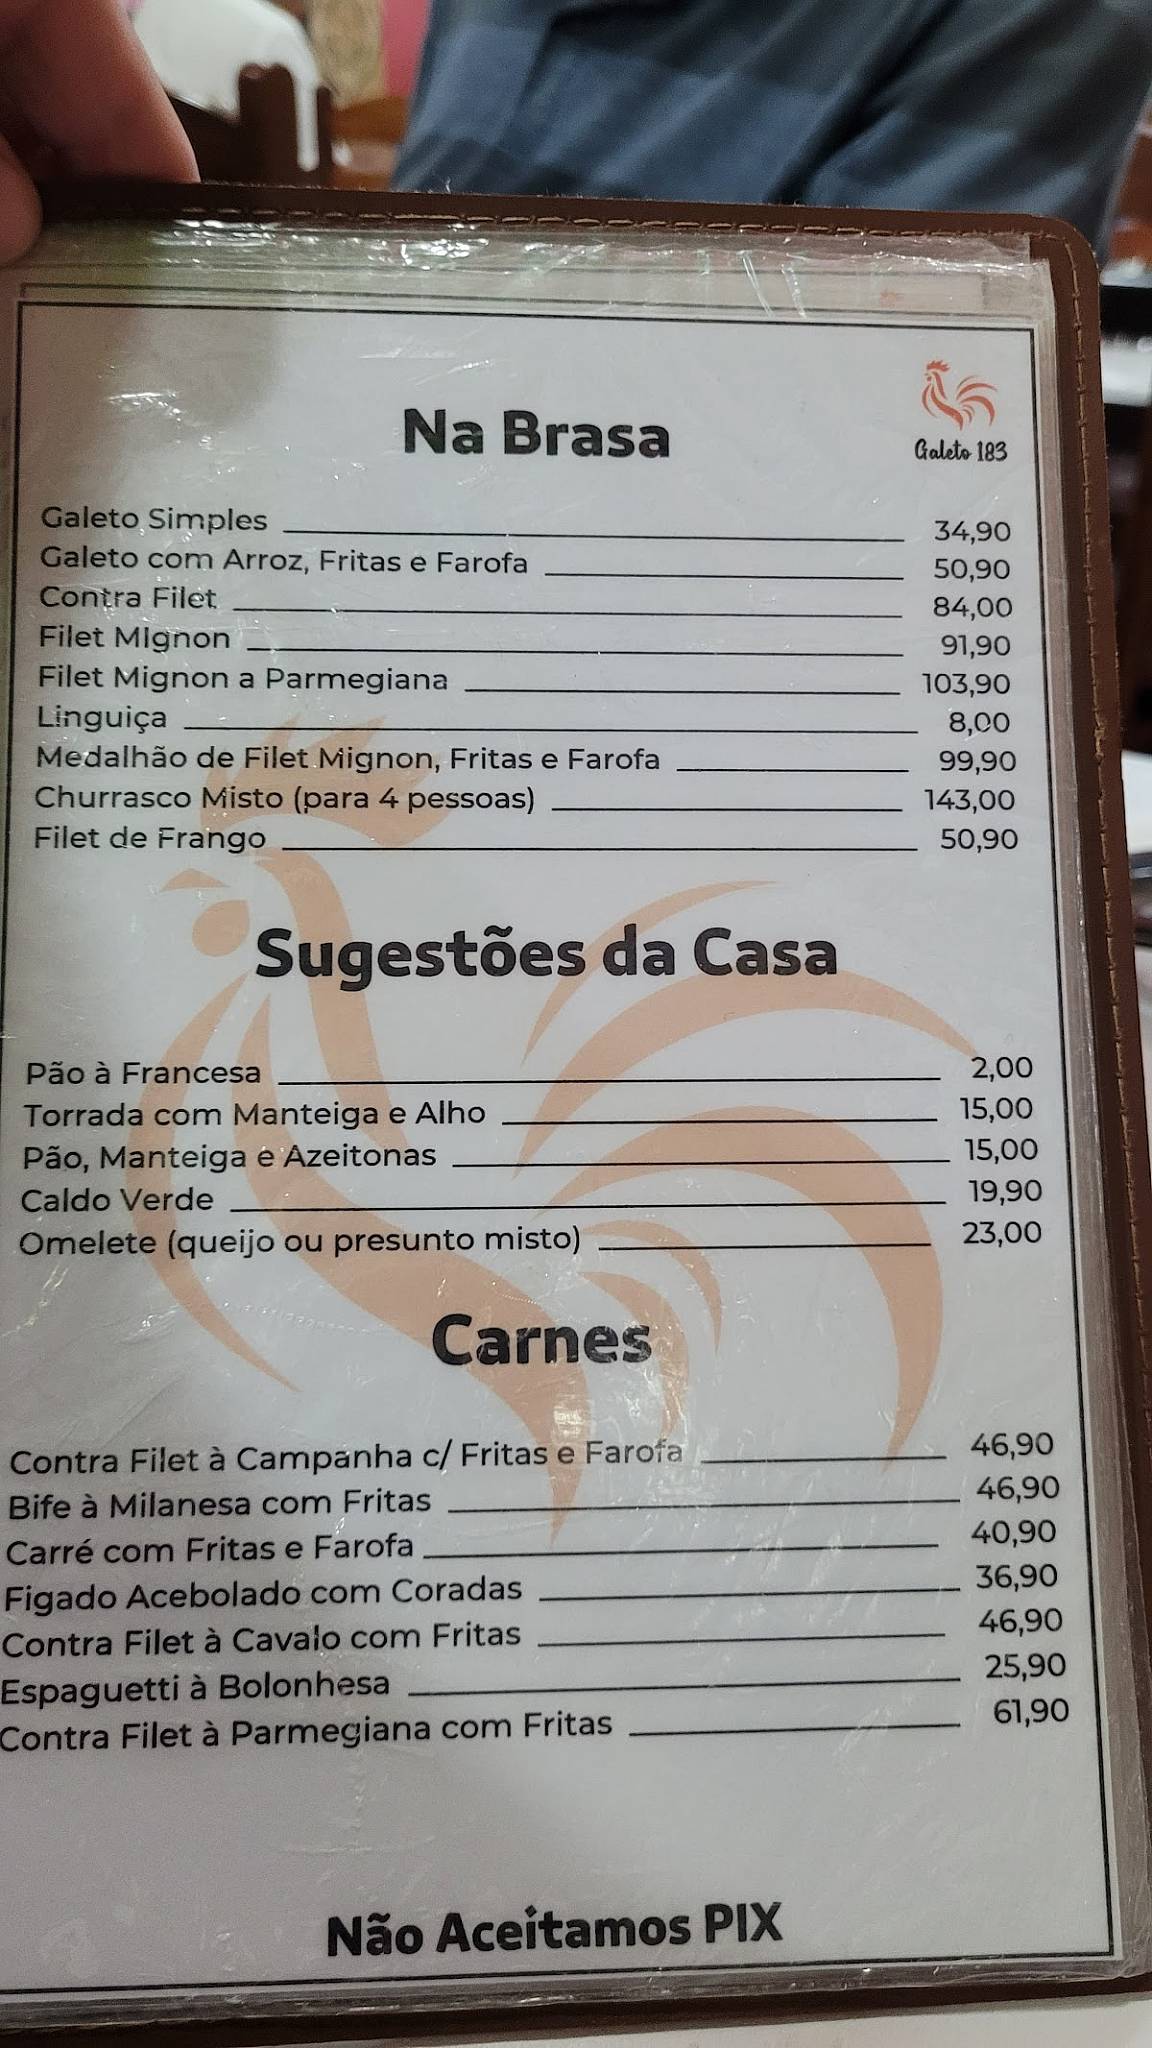 Na Brasa
Galeto 183
Galeto Simples 34,90
Galeto com Arroz, Fritas e Farofa 50,90
Contra Filet 84,00
Filet MIgnon 91,90
Filet Mignon a Parmegiana 103,90
Linguiça 8,00
Medalhão de Filet Mignon, Fritas e Farofa 99,90
Churrasco Misto (para 4 pessoas) 143,00
Filet de Frango 50,90
Sugestões da Casa
Pão à Francesa 2,00
Torrada com Manteiga e Alho 15,00
Pão, Manteiga e Azeitonas 15,00
Caldo Verde 19,90
Omelete (queijo ou presunto misto) 23,00
Carnes
Contra Filet à Campanha c/ Fritas e Farofa 46,90
Bife à Milanesa com Fritas 46,90
Carré com Fritas e Farofa 40,90
Figado Acebolado com Coradas 36,90
Contra Filet à Cavalo com Fritas 46,90
Espaguetti à Bolonhesa 25,90
Contra Filet à Parmegiana com Fritas 61,90
Não Aceitamos PIX